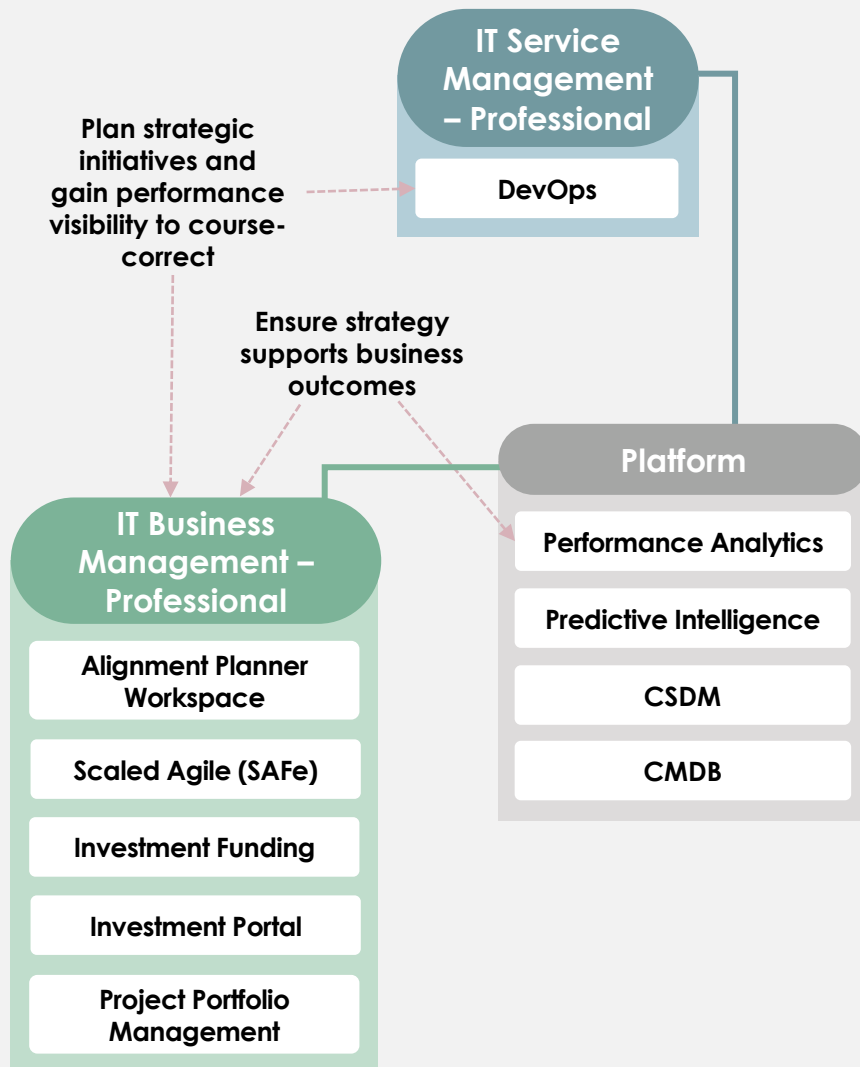 IT Service
Management
– Professional
DevOps
Plan strategic
initiatives and
gain performance
visibility to course-
correct
Ensure strategy
supports business
outcomes
Platform
Performance Analytics
Predictive Intelligence
CSDM
CMDB
IT Business
Management –
Professional
Alignment Planner
Workspace
Scaled Agile (SAFe)
Investment Funding
Investment Portal
Project Portfolio
Management